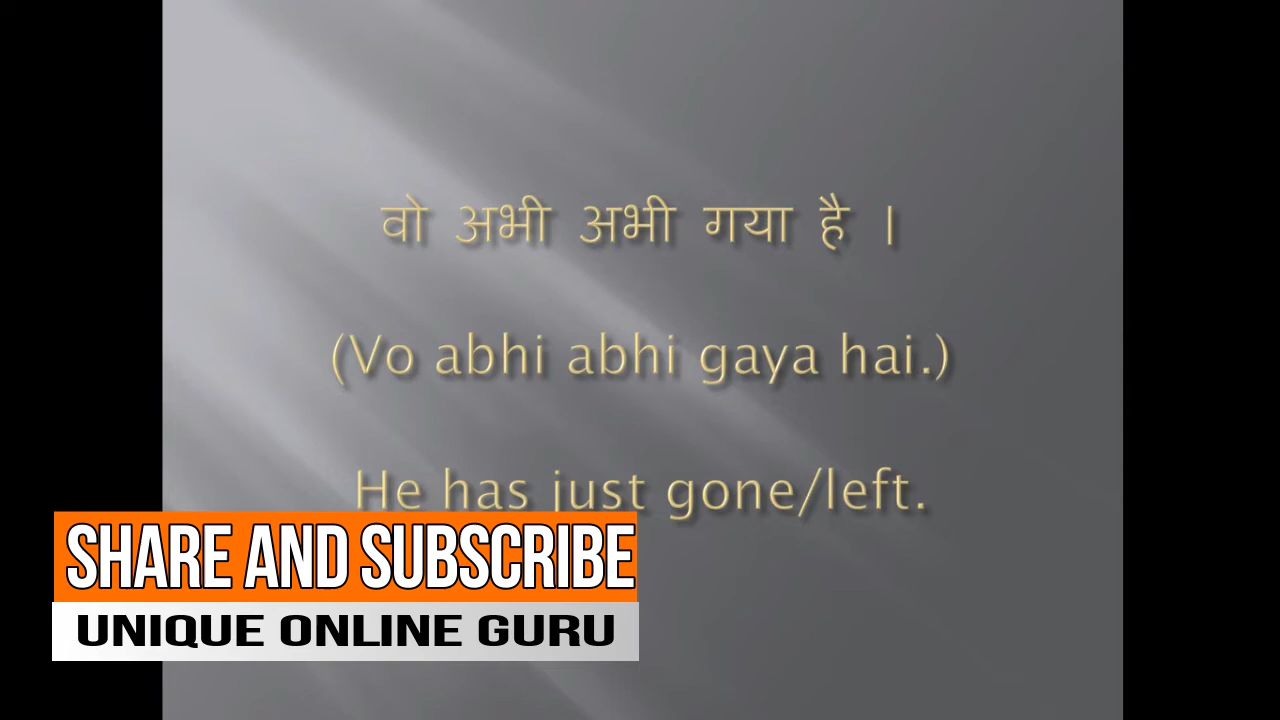 वो अभी अभी गया है ।
(Vo abhi abhi gaya hai.)
He has just gone/left.
SHARE AND SUBSCRIBE
UNIQUE ONLINE GURU